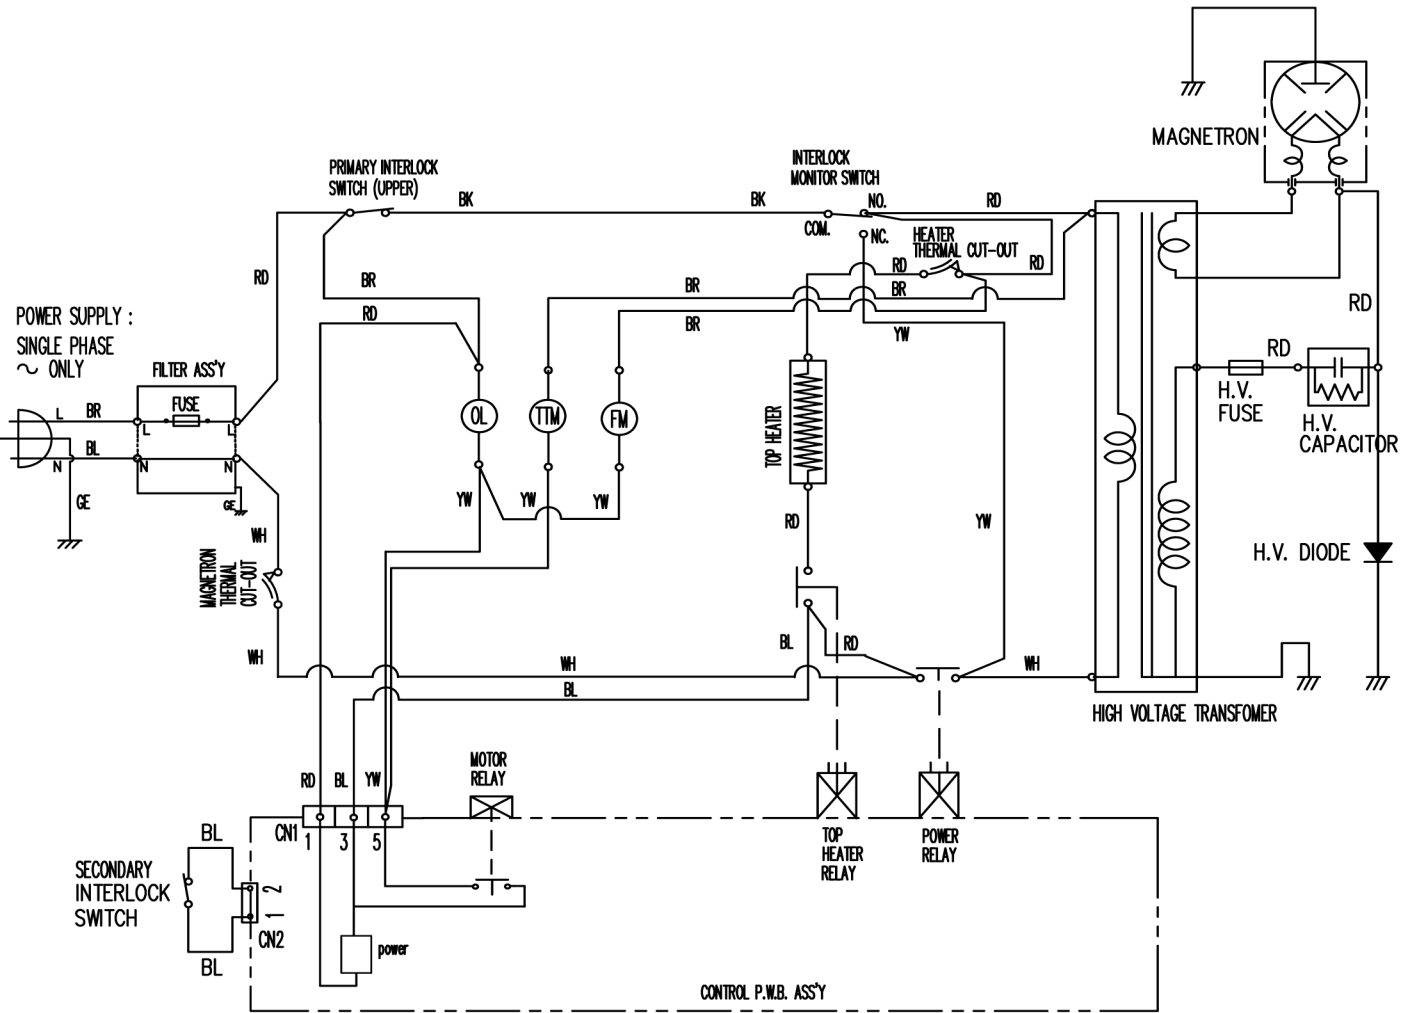 MAGNETRON
PRIMARY INTERLOCK
SWITCH (UPPER)
INTERLOCK
MONITOR SWITCH
BK
BK
NO.
RD
COM.
NC.
HEATER
THERMAL CUT-OUT
RD
RD
RD
BR
BR
BR
BR
RD
YW
RD
POWER SUPPLY :
SINGLE PHASE
~ ONLY
FILTER ASS'Y
FUSE
L
BR
L
L
BL
N
N
N
GE
GE
OL
TTM
FM
TOP HEATER
RD
H.V.
FUSE
H.V.
CAPACITOR
YW
YW
YW
RD
YW
WH
MAGNETRON
THERMAL
CUT-OUT
H.V. DIODE
WH
WH
BL
BL
RD
WH
HIGH VOLTAGE TRANSFOMER
RD
BL
YW
MOTOR
RELAY
CN1
1
3
5
TOP
HEATER
RELAY
POWER
RELAY
BL
SECONDARY
INTERLOCK
SWITCH
2
1
CN2
BL
power
CONTROL P.W.B. ASS'Y